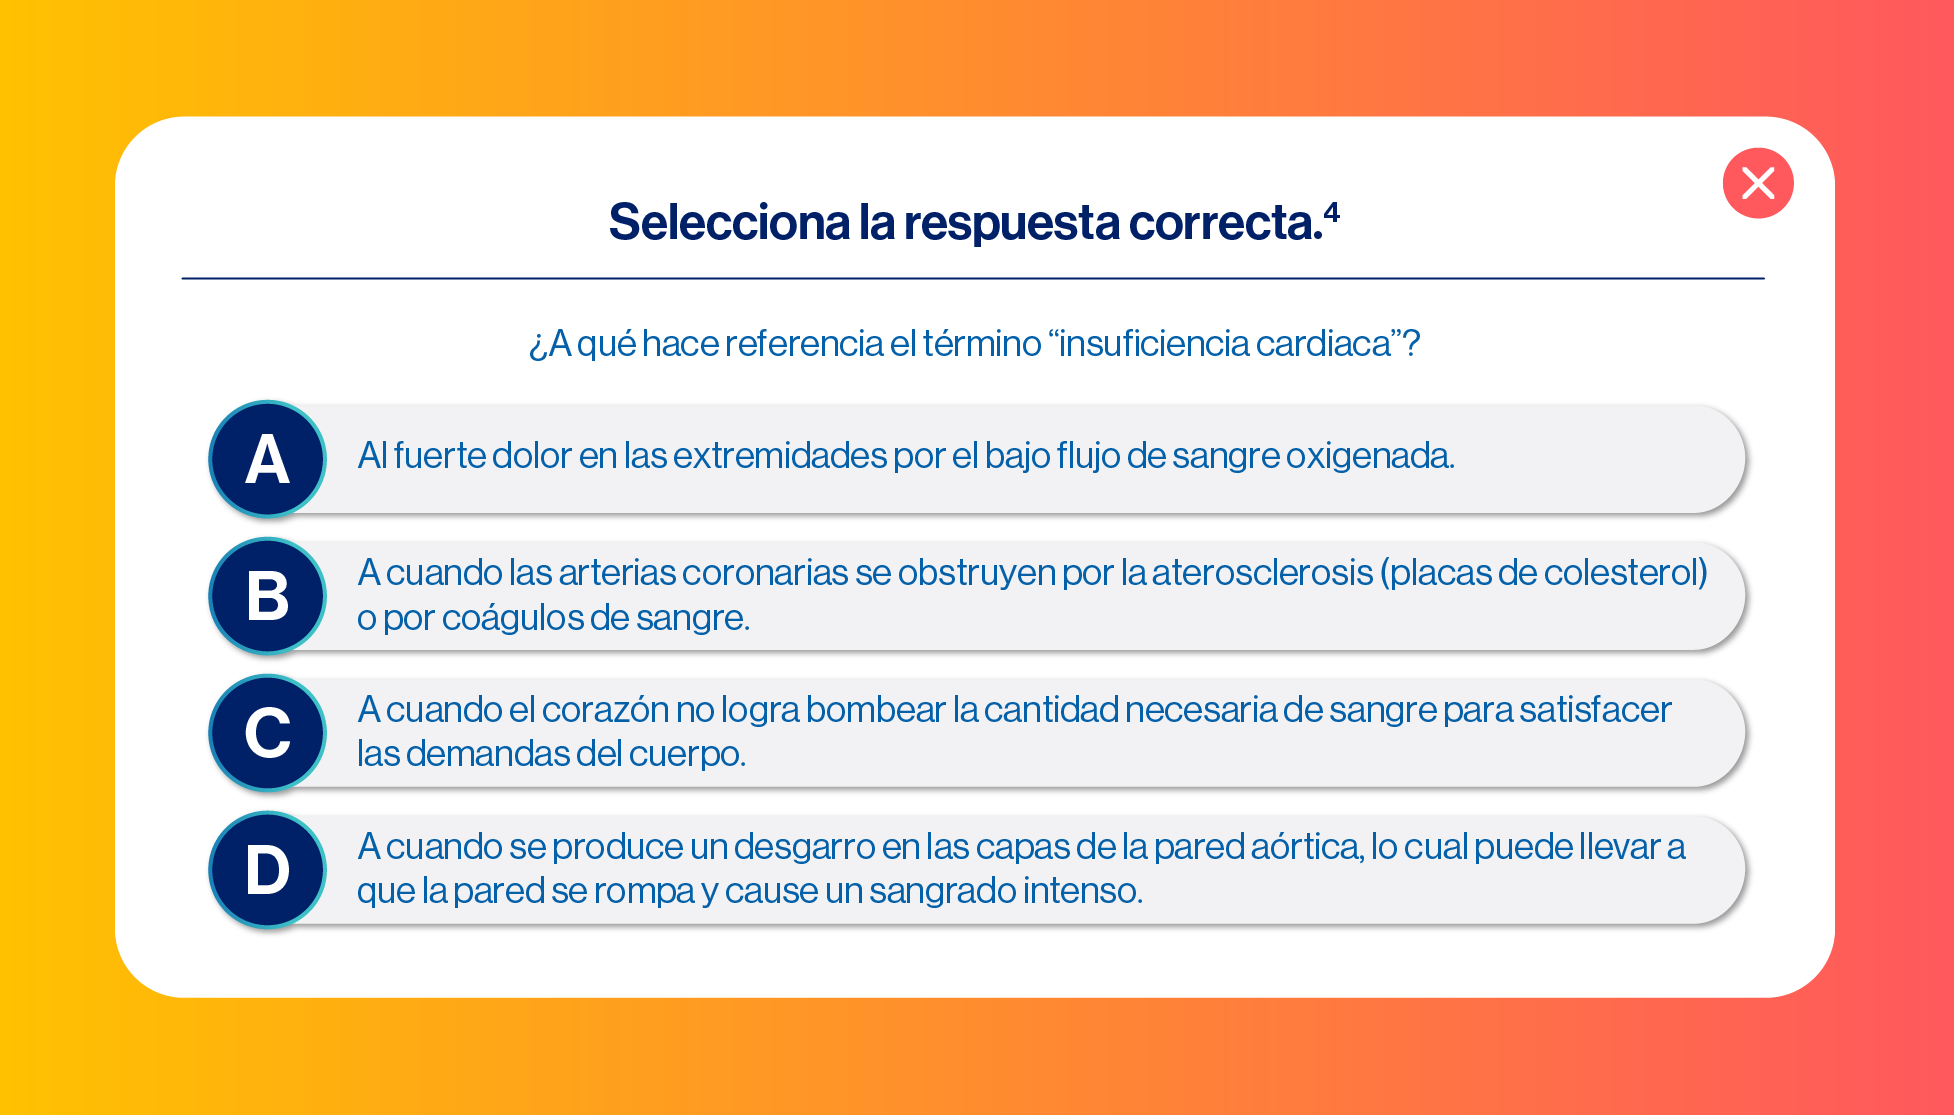 Selecciona la respuesta correcta.⁴
¿A qué hace referencia el término “insuficiencia cardiaca”?
A
Al fuerte dolor en las extremidades por el bajo flujo de sangre oxigenada.
B
A cuando las arterias coronarias se obstruyen por la aterosclerosis (placas de colesterol)
o por coágulos de sangre.
C
A cuando el corazón no logra bombear la cantidad necesaria de sangre para satisfacer
las demandas del cuerpo.
D
A cuando se produce un desgarro en las capas de la pared aórtica, lo cual puede llevar a
que la pared se rompa y cause un sangrado intenso.